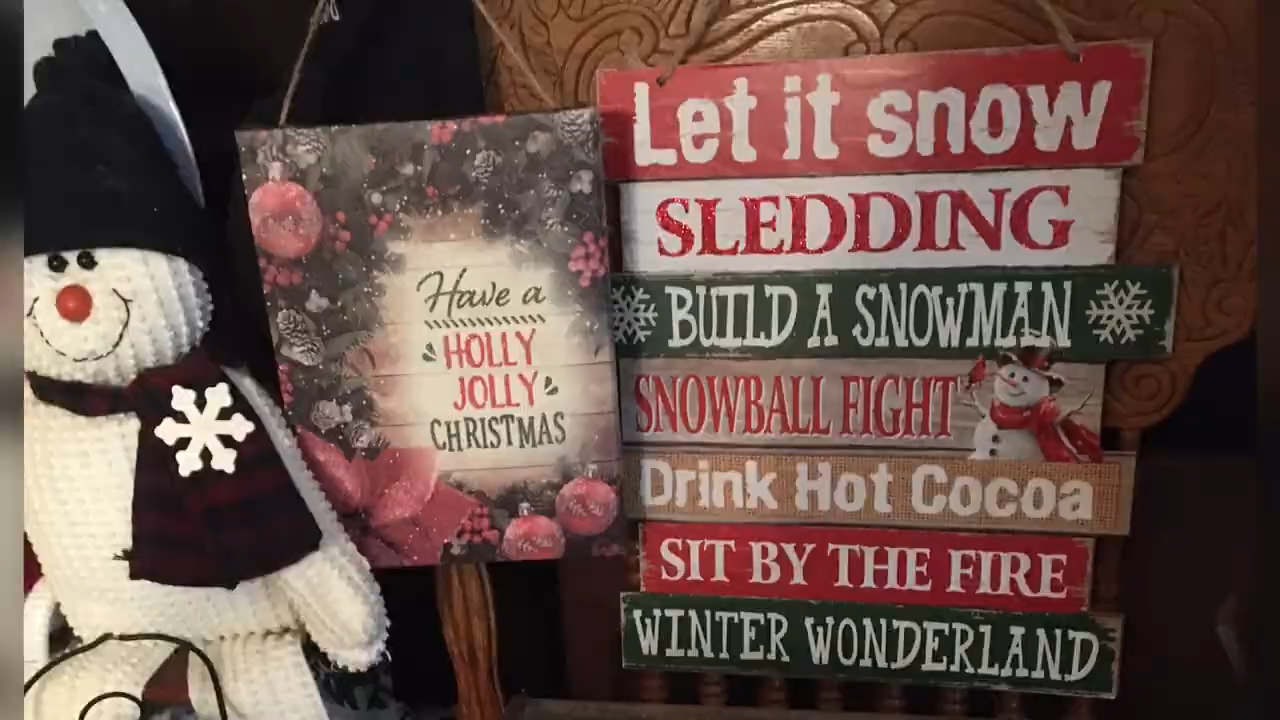 Have a
HOLLY
JOLLY
CHRISTMAS
Let it snow
SLEDDING
BUILD A SNOWMAN
SNOWBALL FIGHT
Drink Hot Cocoa
SIT BY THE FIRE
WINTER WONDERLAND